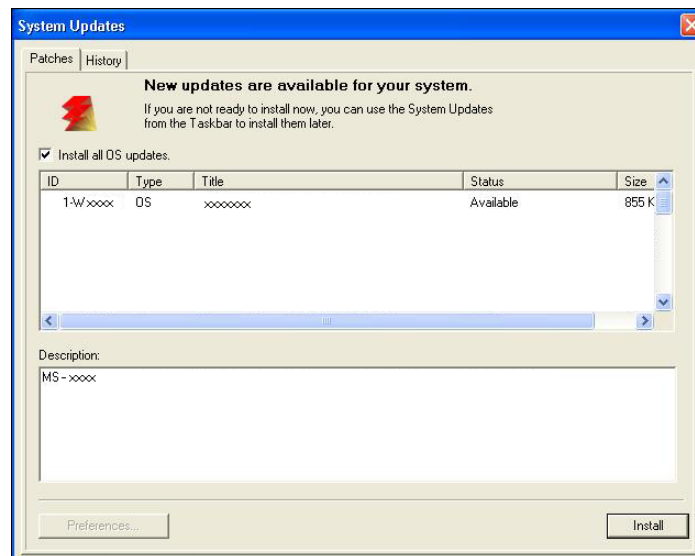 System Updates
Patches History
New updates are available for your system.
If you are not ready to install now, you can use the System Updates
from the Taskbar to install them later.
Install all OS updates.
ID Type Title Status Size
1-Wxxxx OS xxxxxxx Available 855 K
Description:
MS - xxxx
Preferences...
Install